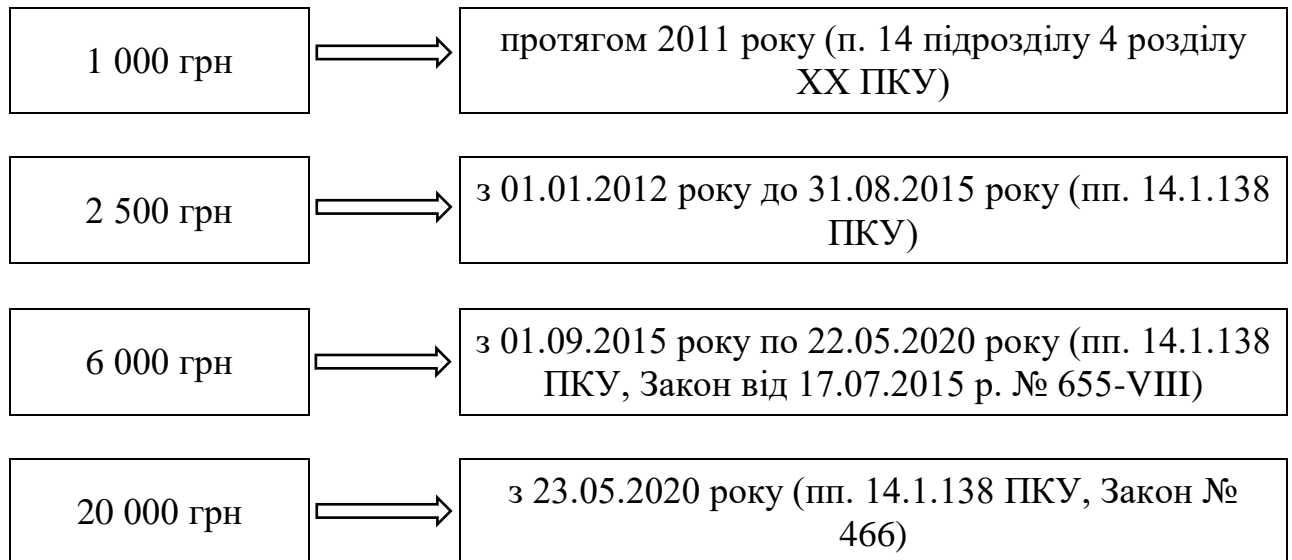 1 000 грн
протягом 2011 року (п. 14 підрозділу 4 розділу
ХХ ПКУ)
2 500 грн
з 01.01.2012 року до 31.08.2015 року (пп. 14.1.138
ПКУ)
6 000 грн
з 01.09.2015 року по 22.05.2020 року (пп. 14.1.138
ПКУ, Закон від 17.07.2015 р. № 655-VIII)
20 000 грн
з 23.05.2020 року (пп. 14.1.138 ПКУ, Закон №
466)